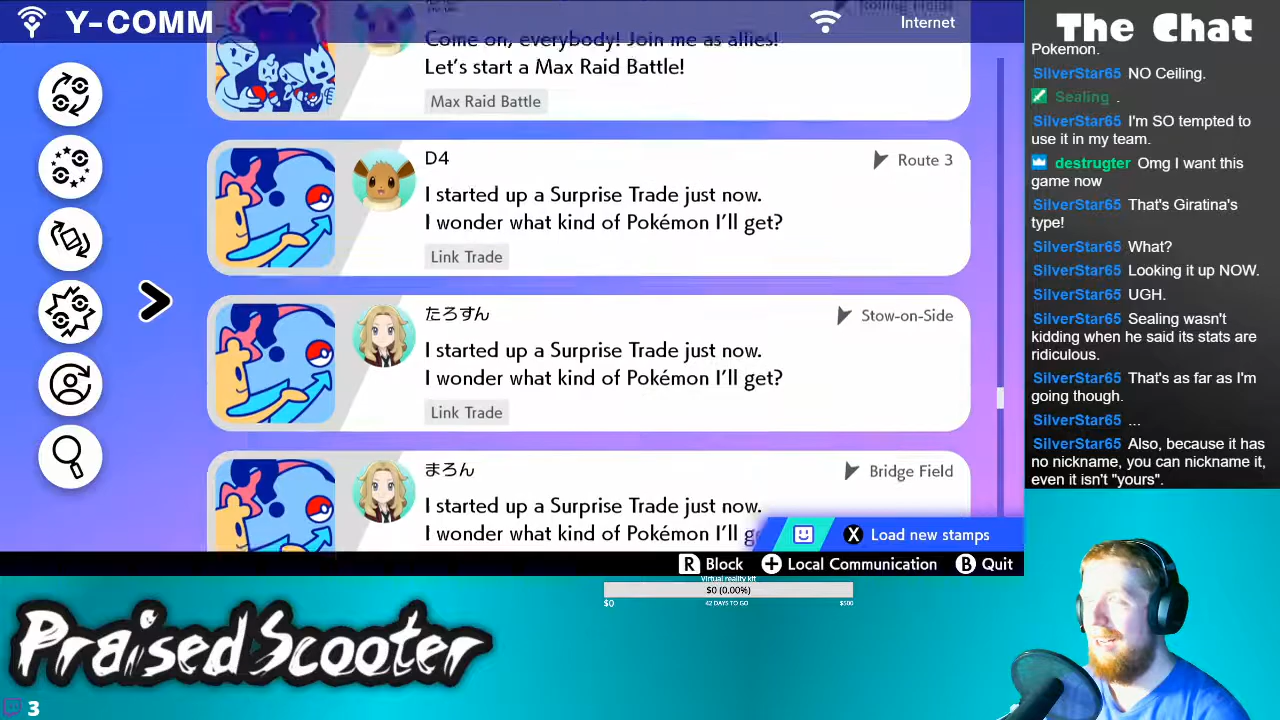 Y-COMM
Internet
Come on, everybody! Join me as allies!
Let's start a Max Raid Battle!
Max Raid Battle
D4
Route 3
I started up a Surprise Trade just now.
I wonder what kind of Pokémon I'll get?
Link Trade
たろすん
Stow-on-Side
I started up a Surprise Trade just now.
I wonder what kind of Pokémon I'll get?
Link Trade
まろん
Bridge Field
I started up a Surprise Trade just now.
I wonder what kind of Pokémon I'll
X Load new stamps
R Block + Local Communication B Quit
The Chat
Pokemon.
SilverStar65 NO Ceiling.
Sealing .
SilverStar65 I'm SO tempted to
use it in my team.
destrugter Omg I want this
game now
SilverStar65 That's Giratina's
type!
SilverStar65 What?
SilverStar65 Looking it up NOW.
SilverStar65 UGH.
SilverStar65 Sealing wasn't
kidding when he said its stats are
ridiculous.
SilverStar65 That's as far as I'm
going though.
SilverStar65 ...
SilverStar65 Also, because it has
no nickname, you can nickname it,
even it isn't "yours".
Virtual reality kit
$0 (0.00%)
$0 42 DAYS TO GO $500
PraisedScooter
3